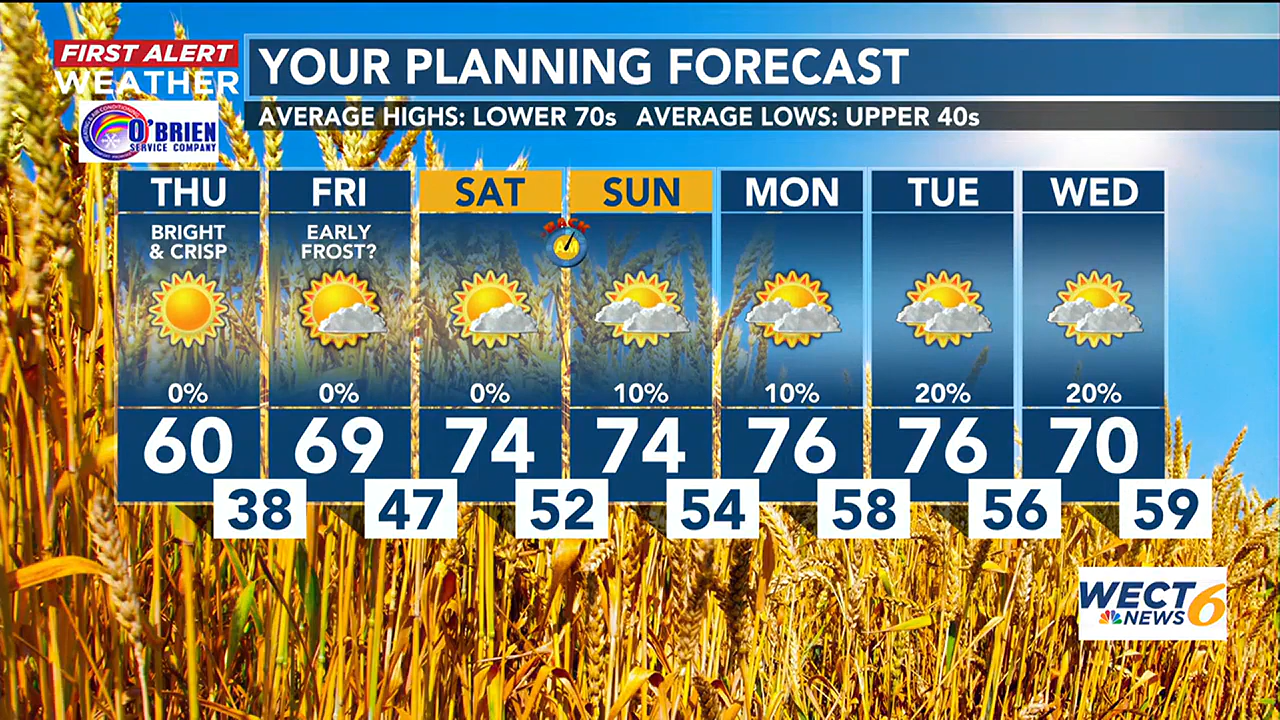 FIRST ALERT
WEATHER
O'BRIEN
SERVICE COMPANY
YOUR PLANNING FORECAST
AVERAGE HIGHS: LOWER 70s AVERAGE LOWS: UPPER 40s
THU FRI SAT SUN MON TUE WED
BRIGHT
& CRISP
EARLY
FROST?
BACK
0% 0% 0% 10% 10% 20% 20%
60 69 74 74 76 76 70
38 47 52 54 58 56 59
WECT 6
NEWS